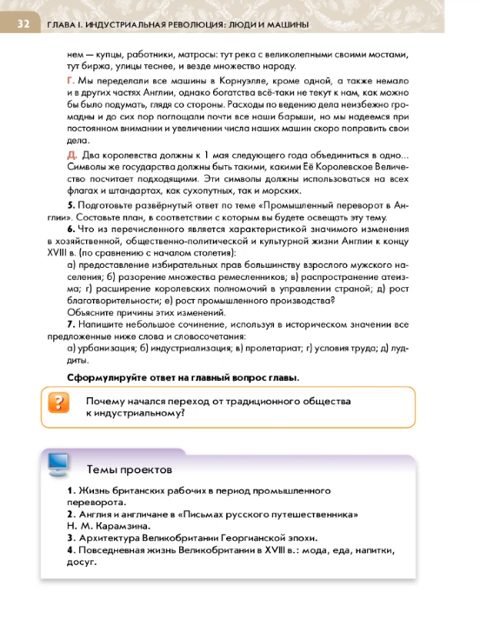 32
ГЛАВА I. ИНДУСТРИАЛЬНАЯ РЕВОЛЮЦИЯ: ЛЮДИ И МАШИНЫ
нем — купцы, работники, матросы: тут река с великолепными своими мостами,
тут биржа, улицы теснее, и везде множество народу.
Г. Мы переделали все машины в Корнуэлле, кроме одной, а также немало
и в других частях Англии, однако богатства всё-таки не текут к нам, как можно
бы было подумать, глядя со стороны. Расходы по ведению дела неизбежно гро-
мадны и до сих пор поглощали почти все наши барыши, но мы надеемся при
постоянном внимании и увеличении числа наших машин скоро поправить свои
дела.
Д. Два королевства должны к 1 мая следующего года объединиться в одно...
Символы же государства должны быть такими, какими Её Королевское Величе-
ство посчитает подходящими. Эти символы должны использоваться на всех
флагах и штандартах, как сухопутных, так и морских.
5. Подготовьте развёрнутый ответ по теме «Промышленный переворот в Ан-
глии». Составьте план, в соответствии с которым вы будете освещать эту тему.
6. Что из перечисленного является характеристикой значимого изменения
в хозяйственной, общественно-политической и культурной жизни Англии к концу
XVIII в. (по сравнению с началом столетия):
а) предоставление избирательных прав большинству взрослого мужского на-
селения; б) разорение множества ремесленников; в) распространение атеиз-
ма; г) расширение королевских полномочий в управлении страной; д) рост
благотворительности; е) рост промышленного производства?
Объясните причины этих изменений.
7. Напишите небольшое сочинение, используя в историческом значении все
предложенные ниже слова и словосочетания:
а) урбанизация; б) индустриализация; в) пролетариат; г) условия труда; д) луд-
диты.
Сформулируйте ответ на главный вопрос главы.
?
Почему начался переход от традиционного общества
к индустриальному?
Темы проектов
1. Жизнь британских рабочих в период промышленного
переворота.
2. Англия и англичане в «Письмах русского путешественника»
Н. М. Карамзина.
3. Архитектура Великобритании Георгианской эпохи.
4. Повседневная жизнь Великобритании в XVIII в.: мода, еда, напитки,
досуг.